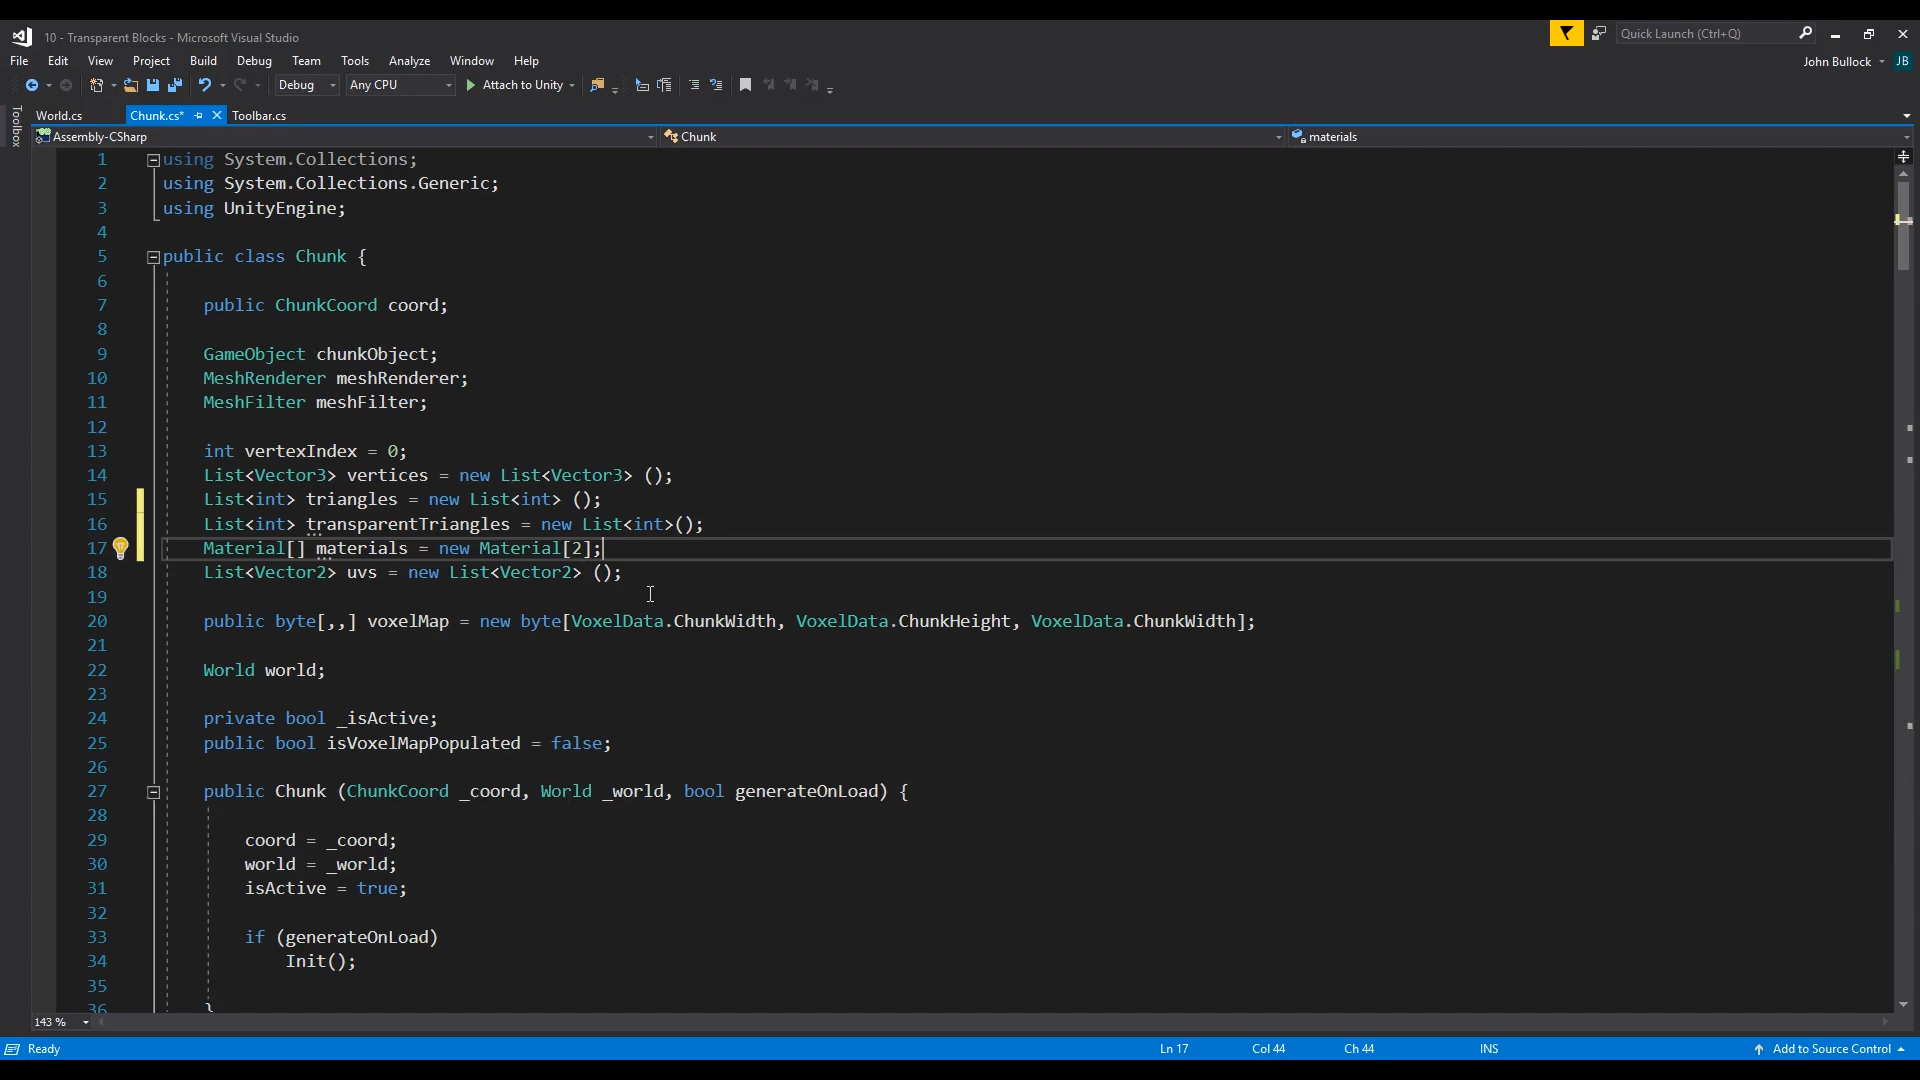 10 - Transparent Blocks - Microsoft Visual Studio
Quick Launch (Ctrl+Q)
File Edit View Project Build Debug Team Tools Analyze Window Help
John Bullock JB
Debug Any CPU Attach to Unity
World.cs Chunk.cs* Toolbar.cs
Toolbox
Assembly-CSharp Chunk materials
1 using System.Collections;
2 using System.Collections.Generic;
3 using UnityEngine;
4
5 public class Chunk {
6
7 public ChunkCoord coord;
8
9 GameObject chunkObject;
10 MeshRenderer meshRenderer;
11 MeshFilter meshFilter;
12
13 int vertexIndex = 0;
14 List<Vector3> vertices = new List<Vector3> ();
15 List<int> triangles = new List<int> ();
16 List<int> transparentTriangles = new List<int>();
17 Material[] materials = new Material[2];
18 List<Vector2> uvs = new List<Vector2> ();
19
20 public byte[,,] voxelMap = new byte[VoxelData.ChunkWidth, VoxelData.ChunkHeight, VoxelData.ChunkWidth];
21
22 World world;
23
24 private bool _isActive;
25 public bool isVoxelMapPopulated = false;
26
27 public Chunk (ChunkCoord _coord, World _world, bool generateOnLoad) {
28
29 coord = _coord;
30 world = _world;
31 isActive = true;
32
33 if (generateOnLoad)
34 Init();
35
36 }
143 %
Ready Ln 17 Col 44 Ch 44 INS Add to Source Control